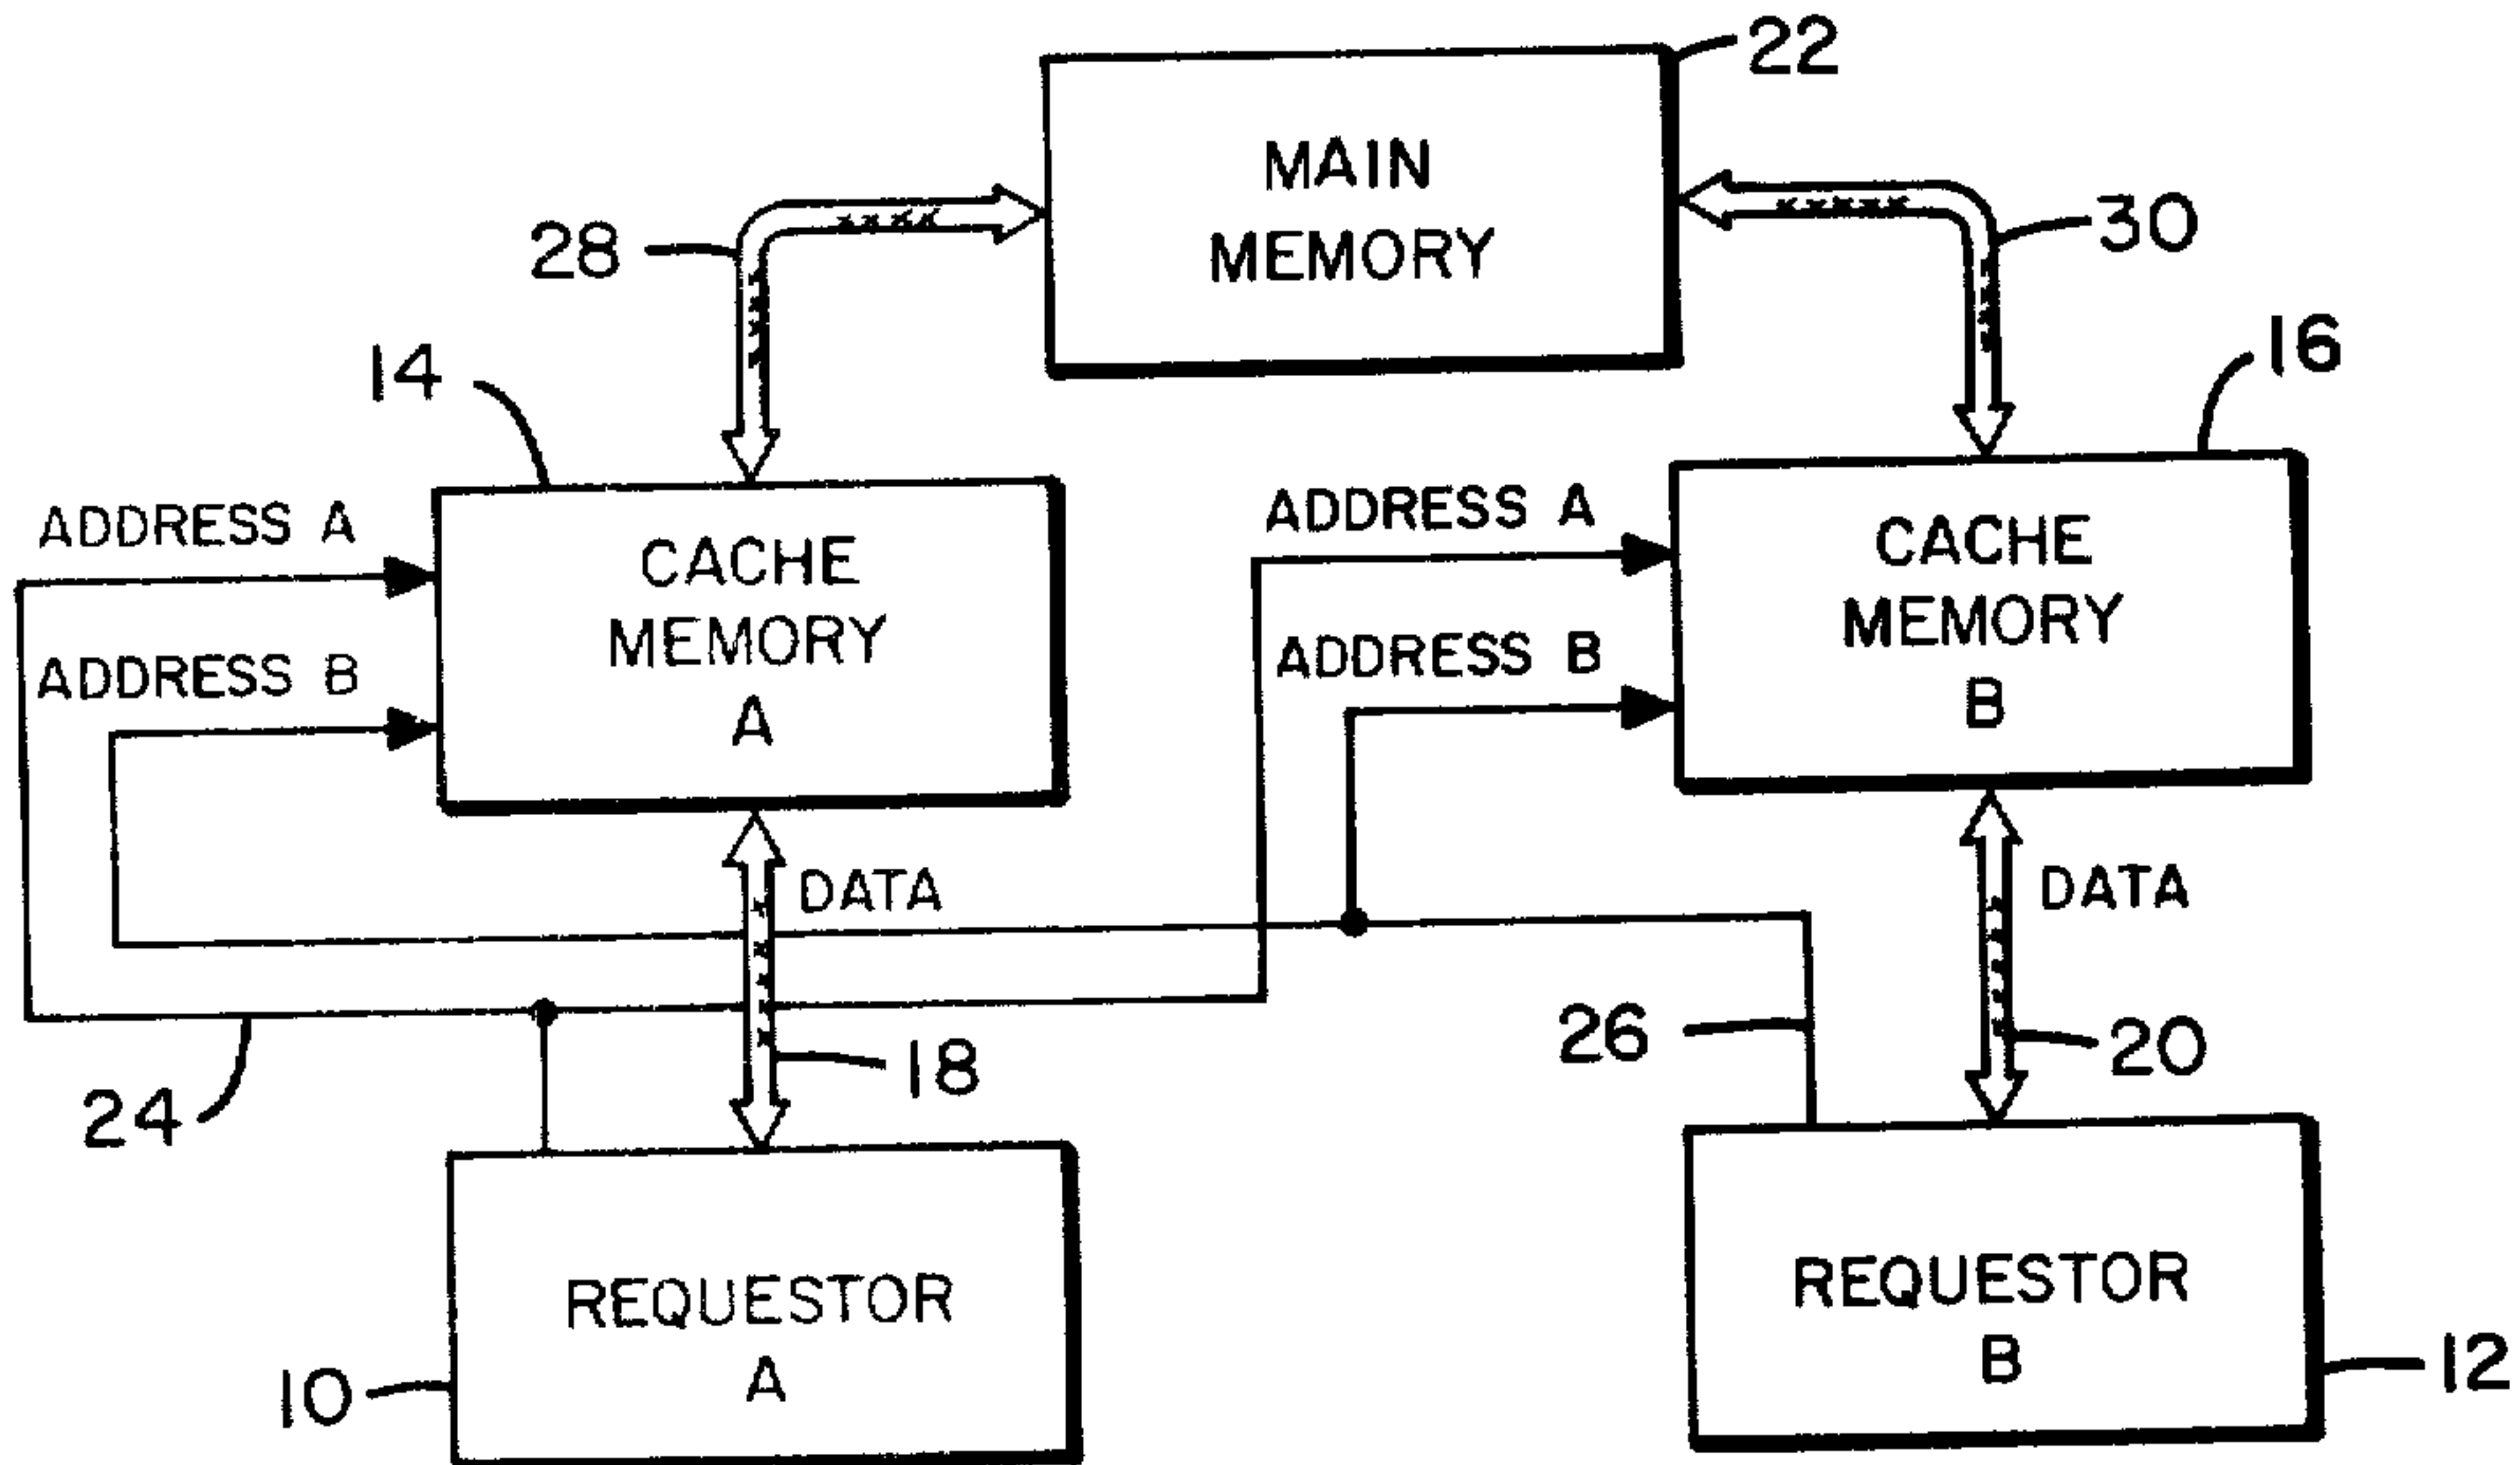 22
MAIN
MEMORY
28
30
14
16
ADDRESS A
CACHE
MEMORY
A
ADDRESS B
ADDRESS A
CACHE
MEMORY
B
ADDRESS B
DATA
DATA
24
18
26
20
REQUESTOR
A
10
REQUESTOR
B
12